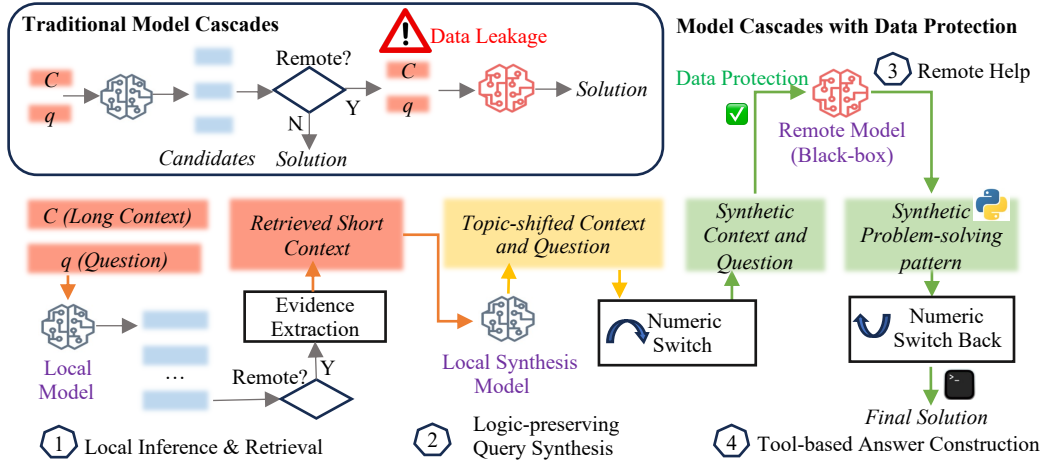 Traditional Model Cascades
Data Leakage
Remote?
C
q
C
q
Y
N
Candidates
Solution
Solution
Model Cascades with Data Protection
Data Protection
3
Remote Help
Remote Model
(Black-box)
C (Long Context)
q (Question)
Local
Model
...
Remote?
Y
Evidence
Extraction
Retrieved Short
Context
1
Local Inference & Retrieval
Topic-shifted Context
and Question
Local Synthesis
Model
Numeric
Switch
2
Logic-preserving
Query Synthesis
Synthetic
Context and
Question
Synthetic
Problem-solving
pattern
Numeric
Switch Back
>_
Final Solution
4
Tool-based Answer Construction